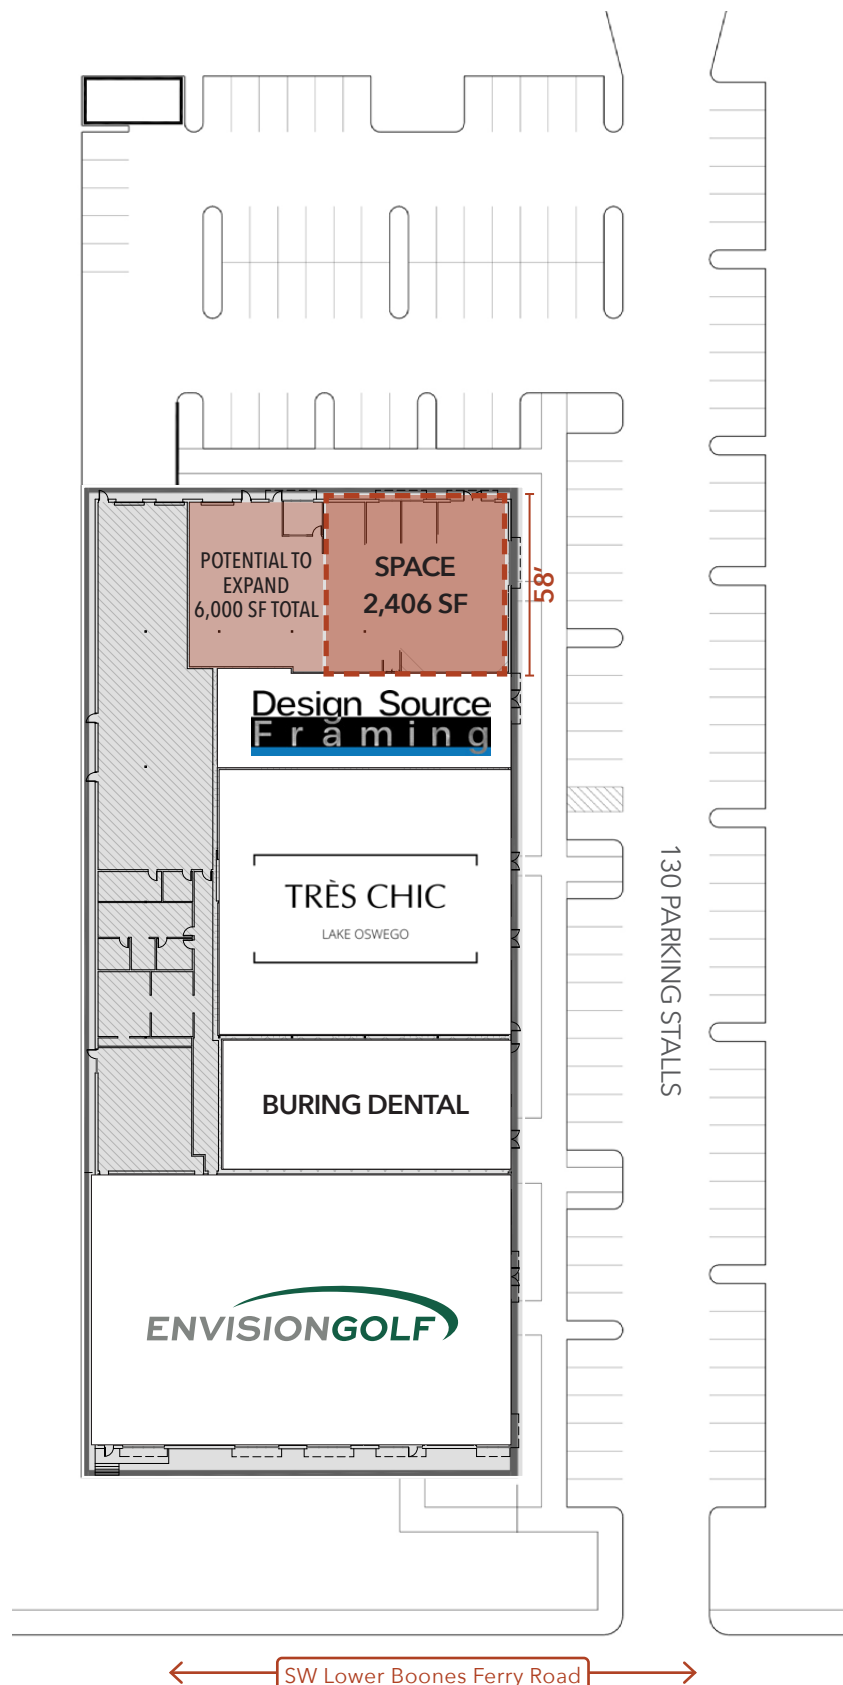 POTENTIAL TO
EXPAND
6,000 SF TOTAL
SPACE
2,406 SF
58'
Design Source
Framing
TRÈS CHIC
LAKE OSWEGO
130 PARKING STALLS
BURING DENTAL
ENVISIONGOLF
SW Lower Boones Ferry Road